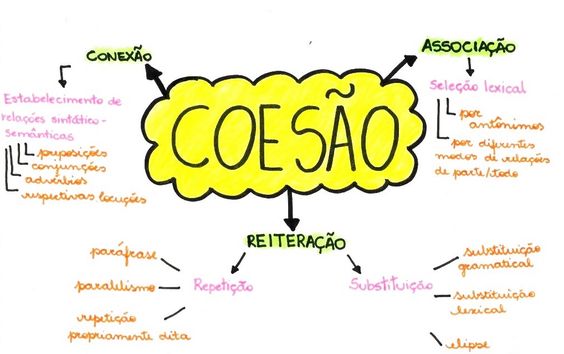 CONEXÃO
Estabelecimento de
relações sintático-
semânticas
preposições
conjunções
advérbios
respectivas locuções
COESÃO
ASSOCIAÇÃO
Seleção lexical
por
antônimos
por diferentes
modos de relações
de parte/todo
REITERAÇÃO
Repetição
paráfrase
paralelismo
repetição
propriamente dita
Substituição
substituição
gramatical
substituição
lexical
elipse